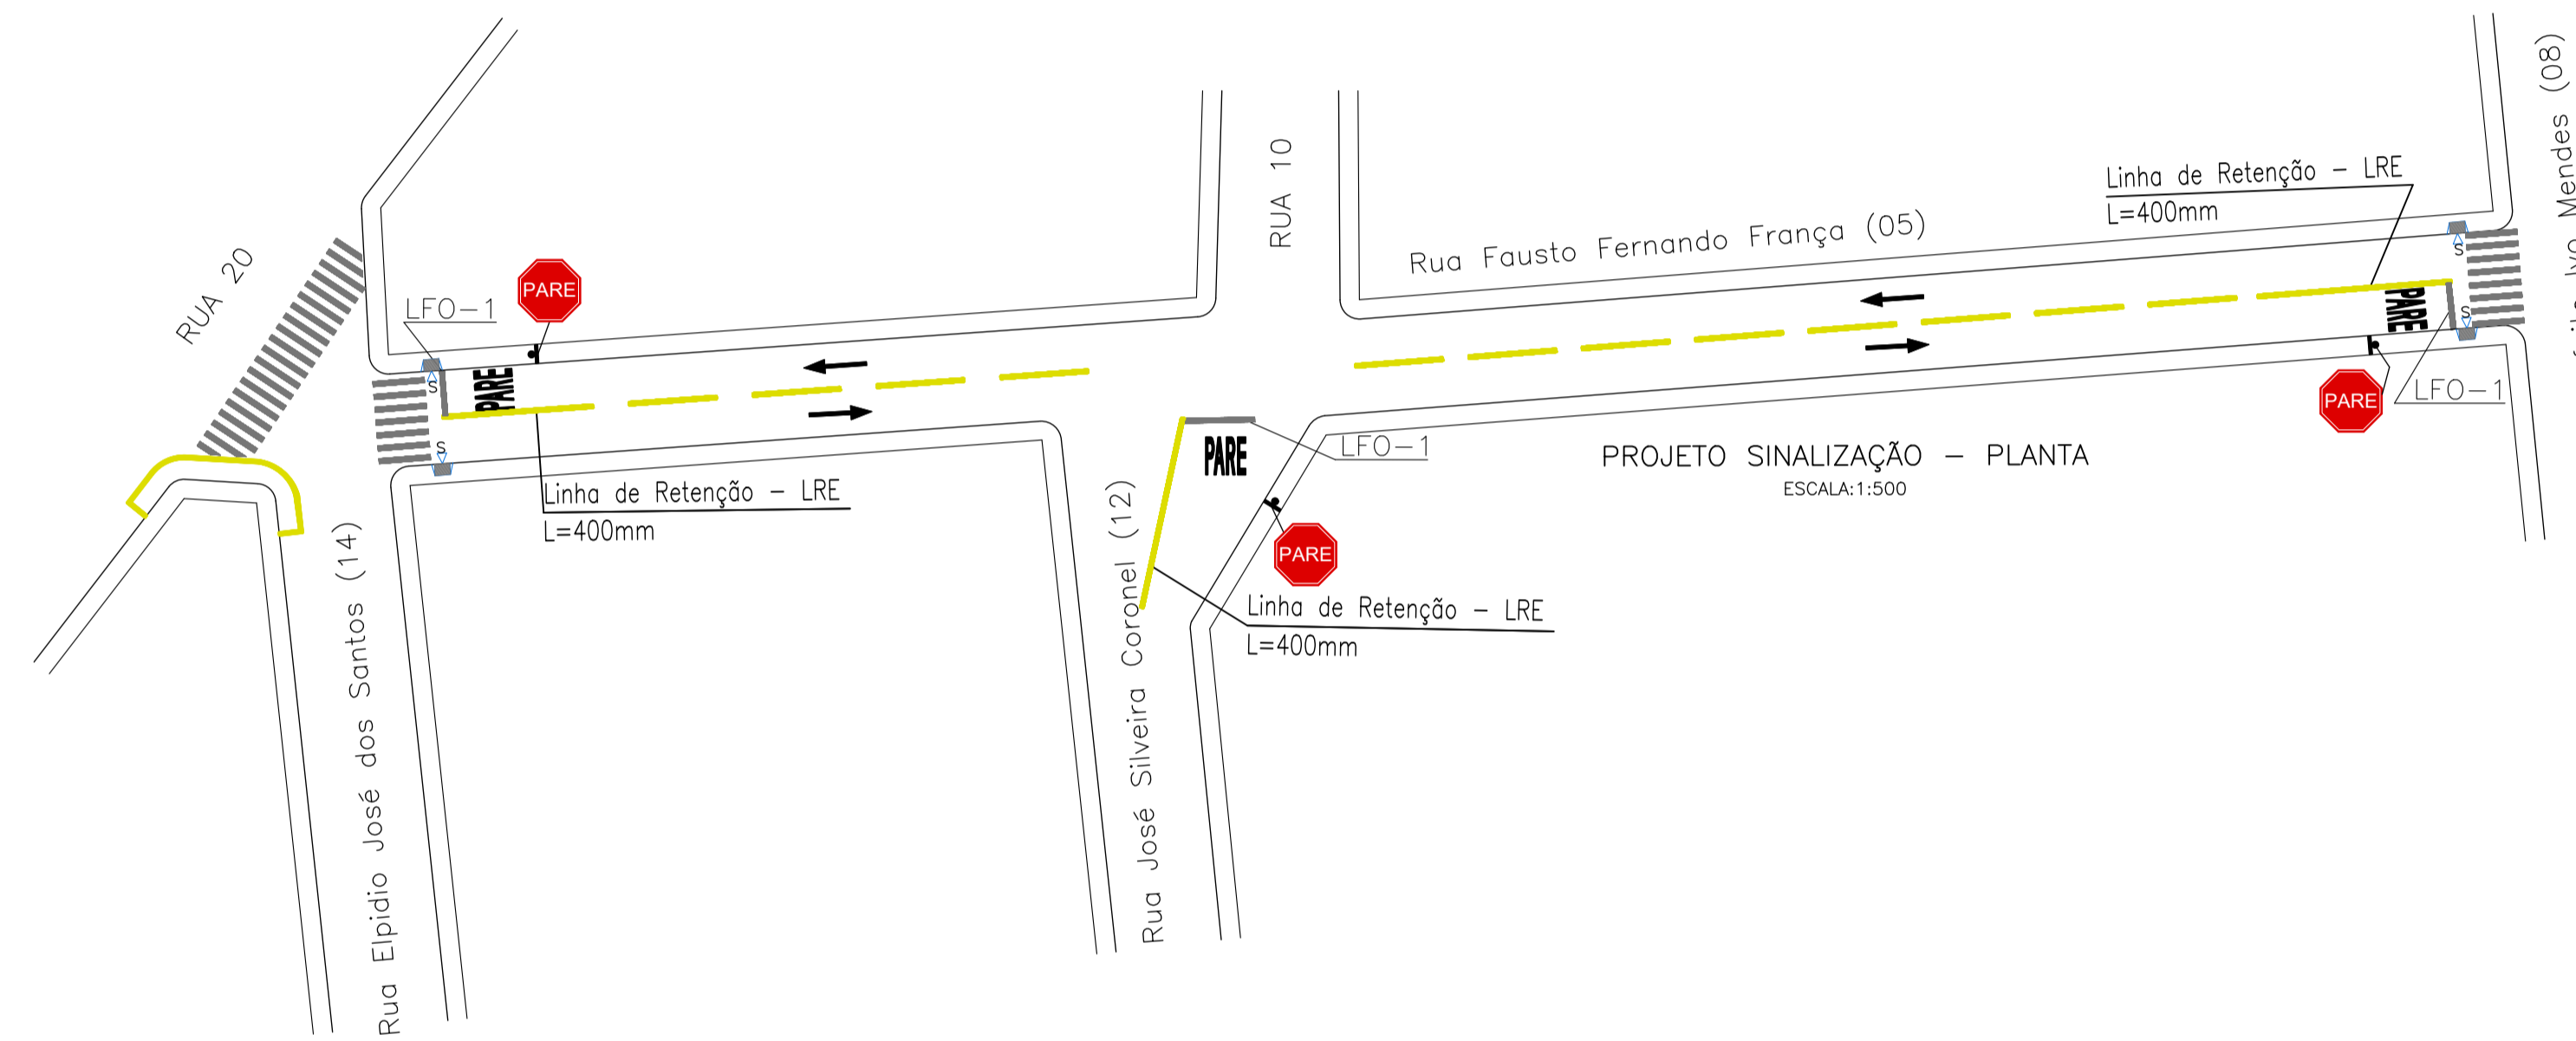 RUA 20
LFO-1
PARE
PARE
S
S
Linha de Retenção - LRE
L=400mm
Rua Elpidio José dos Santos (14)
RUA 10
Rua Fausto Fernando França (05)
Linha de Retenção - LRE
L=400mm
Mendes (08)
S
S
PARE
PARE
LFO-1
PARE
LFO-1
PARE
Linha de Retenção - LRE
L=400mm
Rua José Silveira Coronel (12)
PROJETO SINALIZAÇÃO - PLANTA
ESCALA:1:500